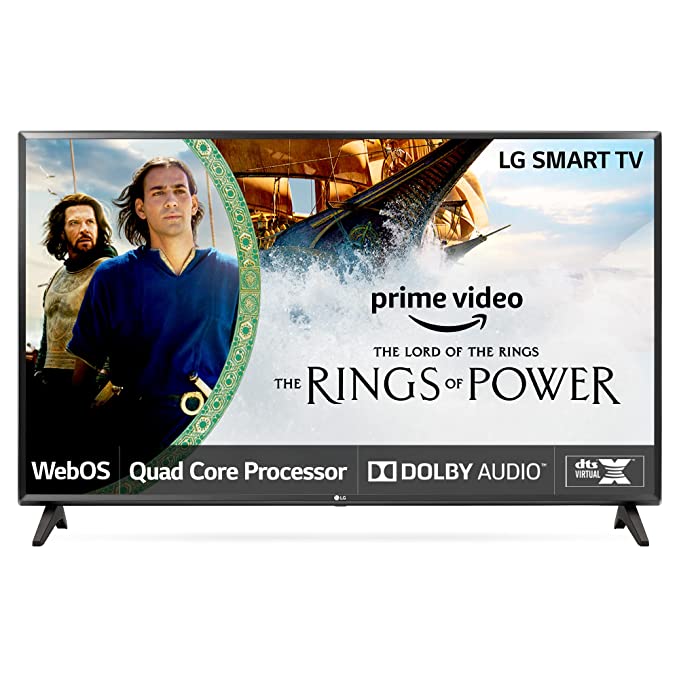 LG SMART TV
prime video
THE LORD OF THE RINGS
THE RINGS OF POWER
WebOS
Quad Core Processor
DOLBY AUDIO™
dts
VIRTUAL X
LG